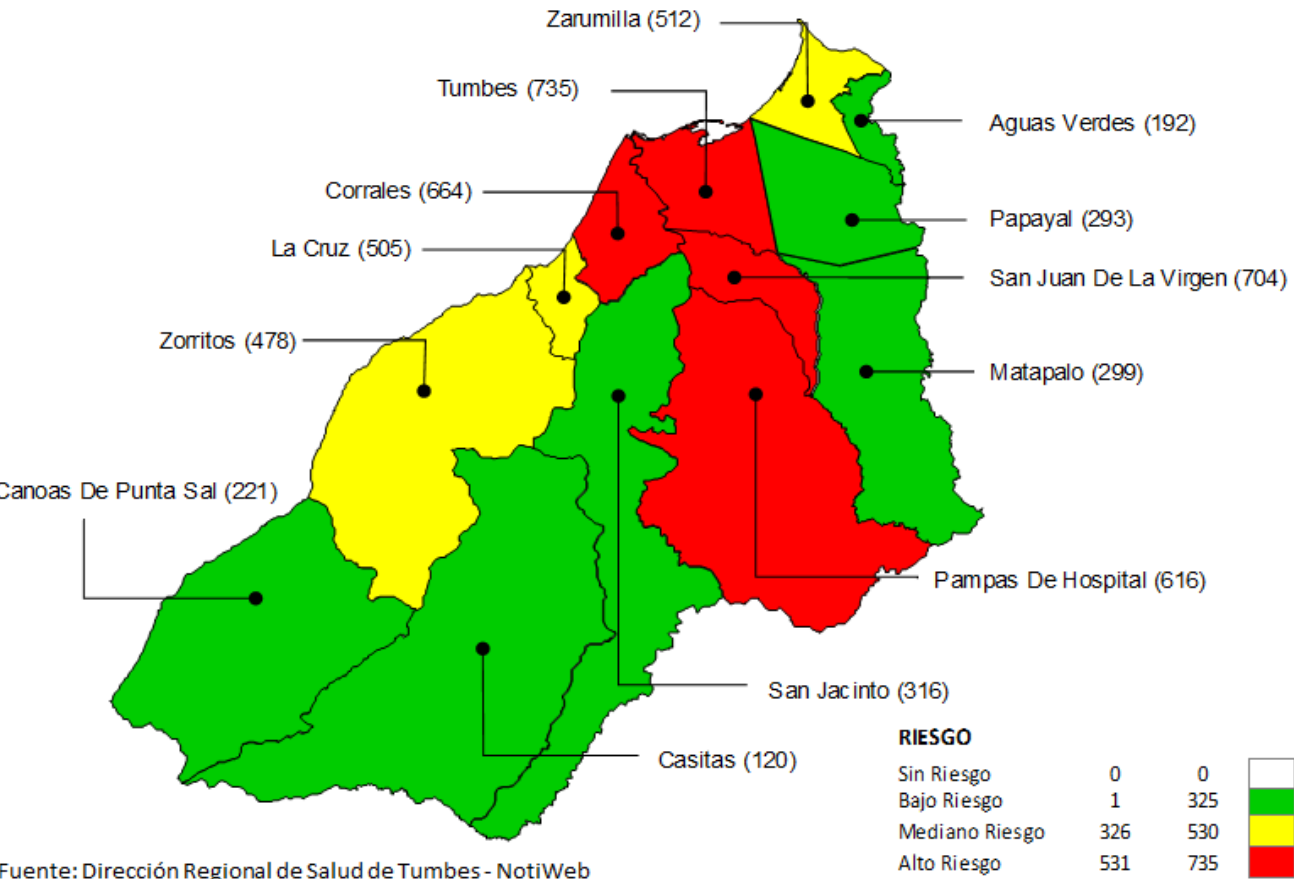 Zarumilla (512)
Tumbes (735)
Aguas Verdes (192)
Corrales (664)
Papayal (293)
La Cruz (505)
San Juan De La Virgen (704)
Zorritos (478)
Matapalo (299)
Canoas De Punta Sal (221)
Pampas De Hospital (616)
San Jacinto (316)
Casitas (120)
RIESGO
Sin Riesgo 0 0
Bajo Riesgo 1 325
Mediano Riesgo 326 530
Alto Riesgo 531 735
Fuente: Dirección Regional de Salud de Tumbes - NotiWeb